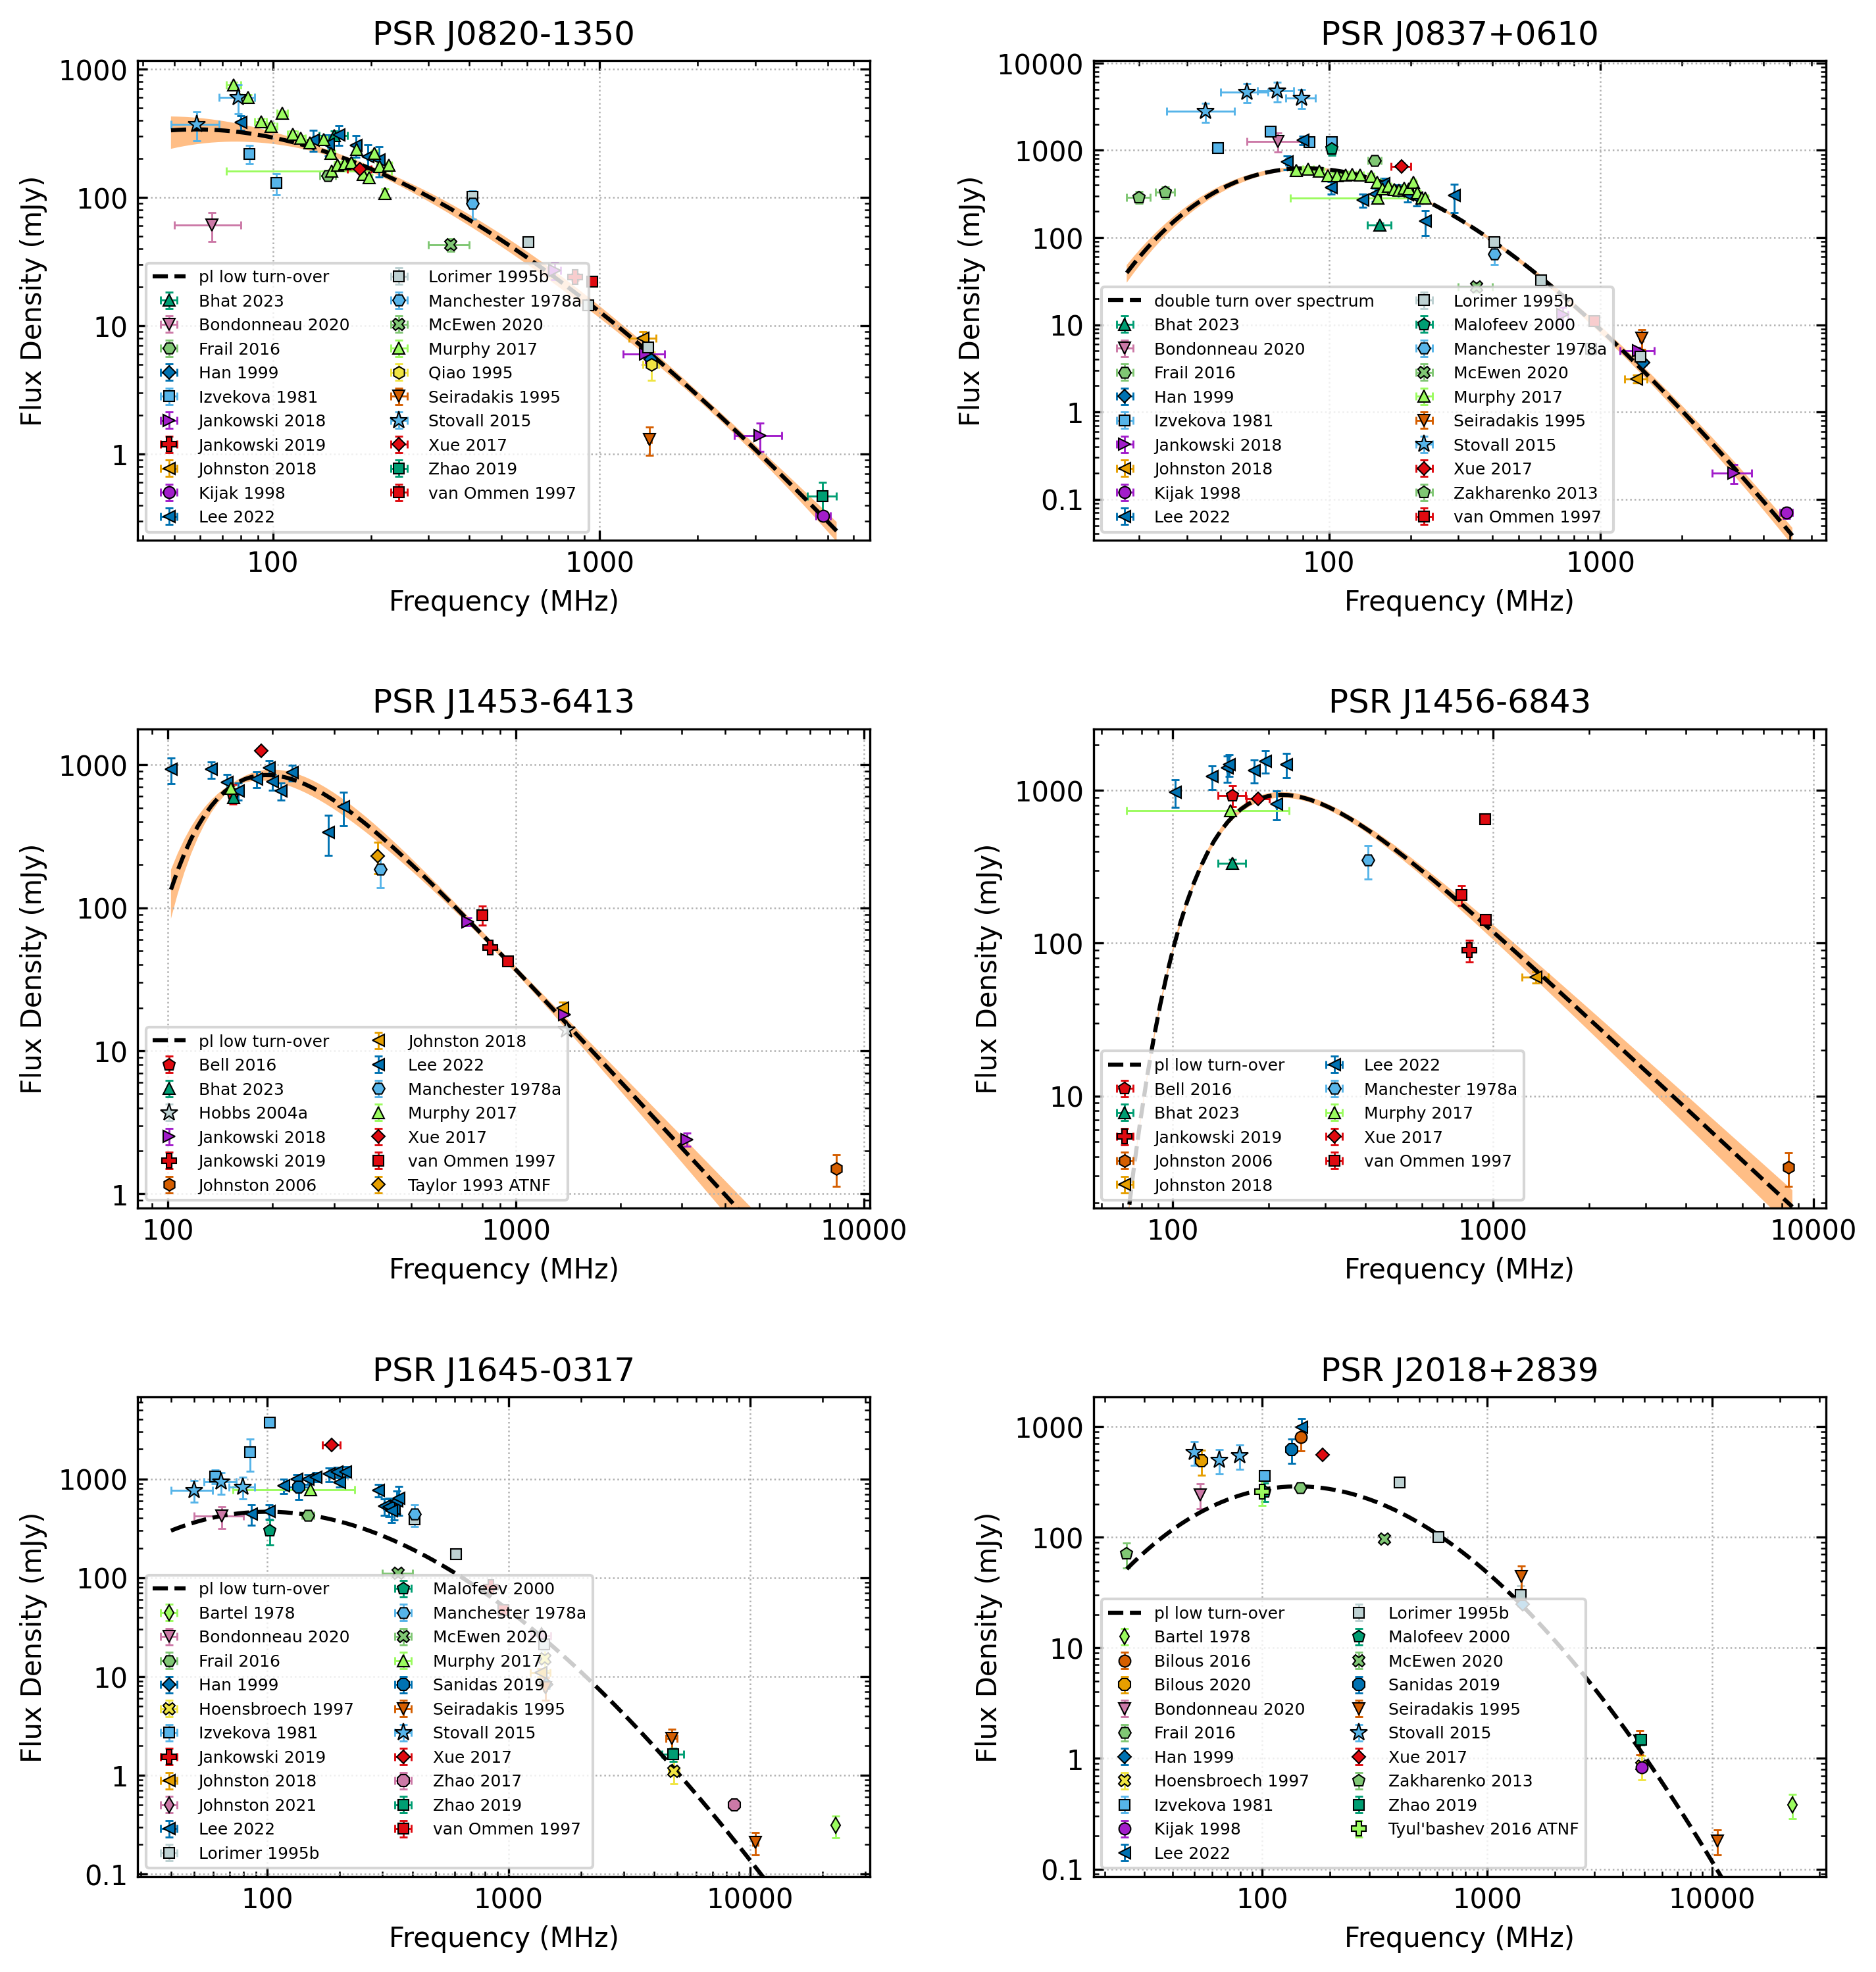 PSR J0820-1350
Flux Density (mJy)
1000
100
10
1
pl low turn-over
Bhat 2023
Bondonneau 2020
Frail 2016
Han 1999
Izvekova 1981
Jankowski 2018
Jankowski 2019
Johnston 2018
Kijak 1998
Lee 2022
Lorimer 1995b
Manchester 1978a
McEwen 2020
Murphy 2017
Qiao 1995
Seiradakis 1995
Stovall 2015
Xue 2017
Zhao 2019
van Ommen 1997
100 1000
Frequency (MHz)
PSR J0837+0610
Flux Density (mJy)
10000
1000
100
10
1
0.1
double turn over spectrum
Bhat 2023
Bondonneau 2020
Frail 2016
Han 1999
Izvekova 1981
Jankowski 2018
Johnston 2018
Kijak 1998
Lee 2022
Lorimer 1995b
Malofeev 2000
Manchester 1978a
McEwen 2020
Murphy 2017
Seiradakis 1995
Stovall 2015
Xue 2017
Zakharenko 2013
van Ommen 1997
100 1000
Frequency (MHz)
PSR J1453-6413
Flux Density (mJy)
1000
100
10
1
pl low turn-over
Bell 2016
Bhat 2023
Hobbs 2004a
Jankowski 2018
Jankowski 2019
Johnston 2006
Johnston 2018
Lee 2022
Manchester 1978a
Murphy 2017
Xue 2017
van Ommen 1997
Taylor 1993 ATNF
100 1000 10000
Frequency (MHz)
PSR J1456-6843
Flux Density (mJy)
1000
100
10
pl low turn-over
Bell 2016
Bhat 2023
Jankowski 2019
Johnston 2006
Johnston 2018
Lee 2022
Manchester 1978a
Murphy 2017
Xue 2017
van Ommen 1997
100 1000 10000
Frequency (MHz)
PSR J1645-0317
Flux Density (mJy)
1000
100
10
1
0.1
pl low turn-over
Bartel 1978
Bondonneau 2020
Frail 2016
Han 1999
Hoensbroech 1997
Izvekova 1981
Jankowski 2019
Johnston 2018
Johnston 2021
Lee 2022
Lorimer 1995b
Malofeev 2000
Manchester 1978a
McEwen 2020
Murphy 2017
Sanidas 2019
Seiradakis 1995
Stovall 2015
Xue 2017
Zhao 2017
Zhao 2019
van Ommen 1997
100 1000 10000
Frequency (MHz)
PSR J2018+2839
Flux Density (mJy)
1000
100
10
1
0.1
pl low turn-over
Bartel 1978
Bilous 2016
Bilous 2020
Bondonneau 2020
Frail 2016
Han 1999
Hoensbroech 1997
Izvekova 1981
Kijak 1998
Lee 2022
Lorimer 1995b
Malofeev 2000
McEwen 2020
Sanidas 2019
Seiradakis 1995
Stovall 2015
Xue 2017
Zakharenko 2013
Zhao 2019
Tyul'bashev 2016 ATNF
100 1000 10000
Frequency (MHz)